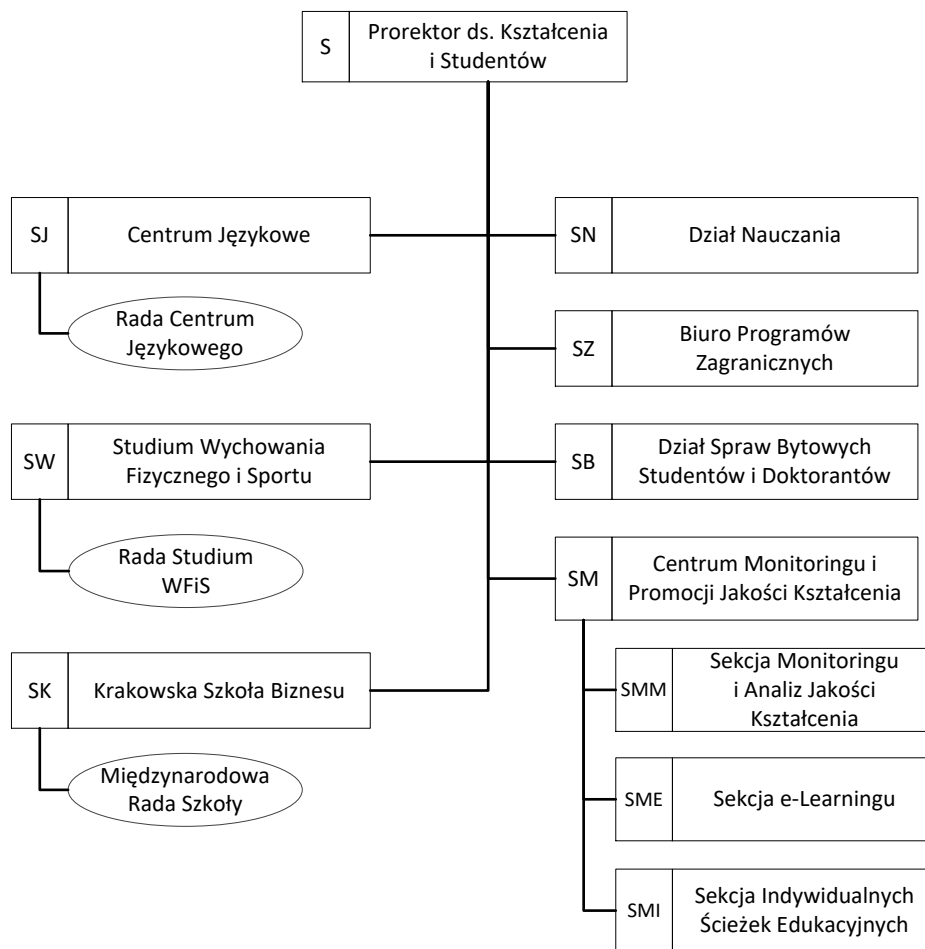 S
Prorektor ds. Kształcenia
i Studentów
SJ
Centrum Językowe
Rada Centrum
Językowego
SW
Studium Wychowania
Fizycznego i Sportu
Rada Studium
WFiS
SK
Krakowska Szkoła Biznesu
Międzynarodowa
Rada Szkoły
SN
Dział Nauczania
SZ
Biuro Programów
Zagranicznych
SB
Dział Spraw Bytowych
Studentów i Doktorantów
SM
Centrum Monitoringu i
Promocji Jakości Kształcenia
SMM
Sekcja Monitoringu
i Analiz Jakości
Kształcenia
SME
Sekcja e-Learningu
SMI
Sekcja Indywidualnych
Ścieżek Edukacyjnych